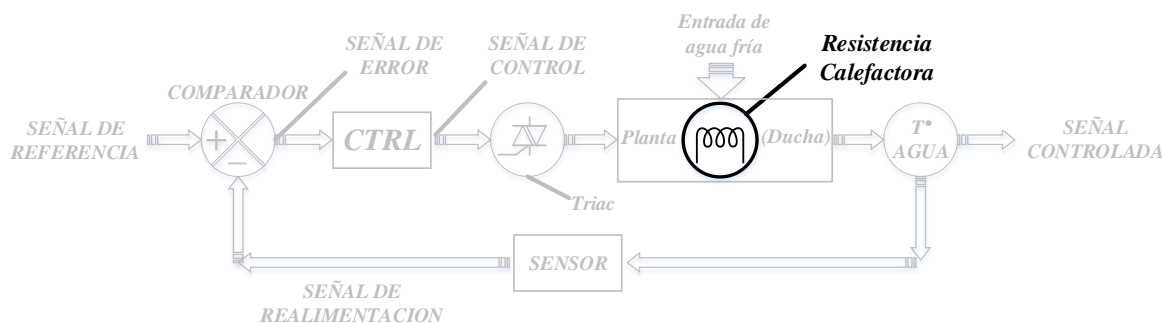 Entrada de
agua fría
Resistencia
Calefactora
SEÑAL DE
ERROR
SEÑAL DE
CONTROL
COMPARADOR
SEÑAL DE
REFERENCIA
+
−
CTRL
Triac
Planta
(Ducha)
T°
AGUA
SEÑAL
CONTROLADA
SENSOR
SEÑAL DE
REALIMENTACION